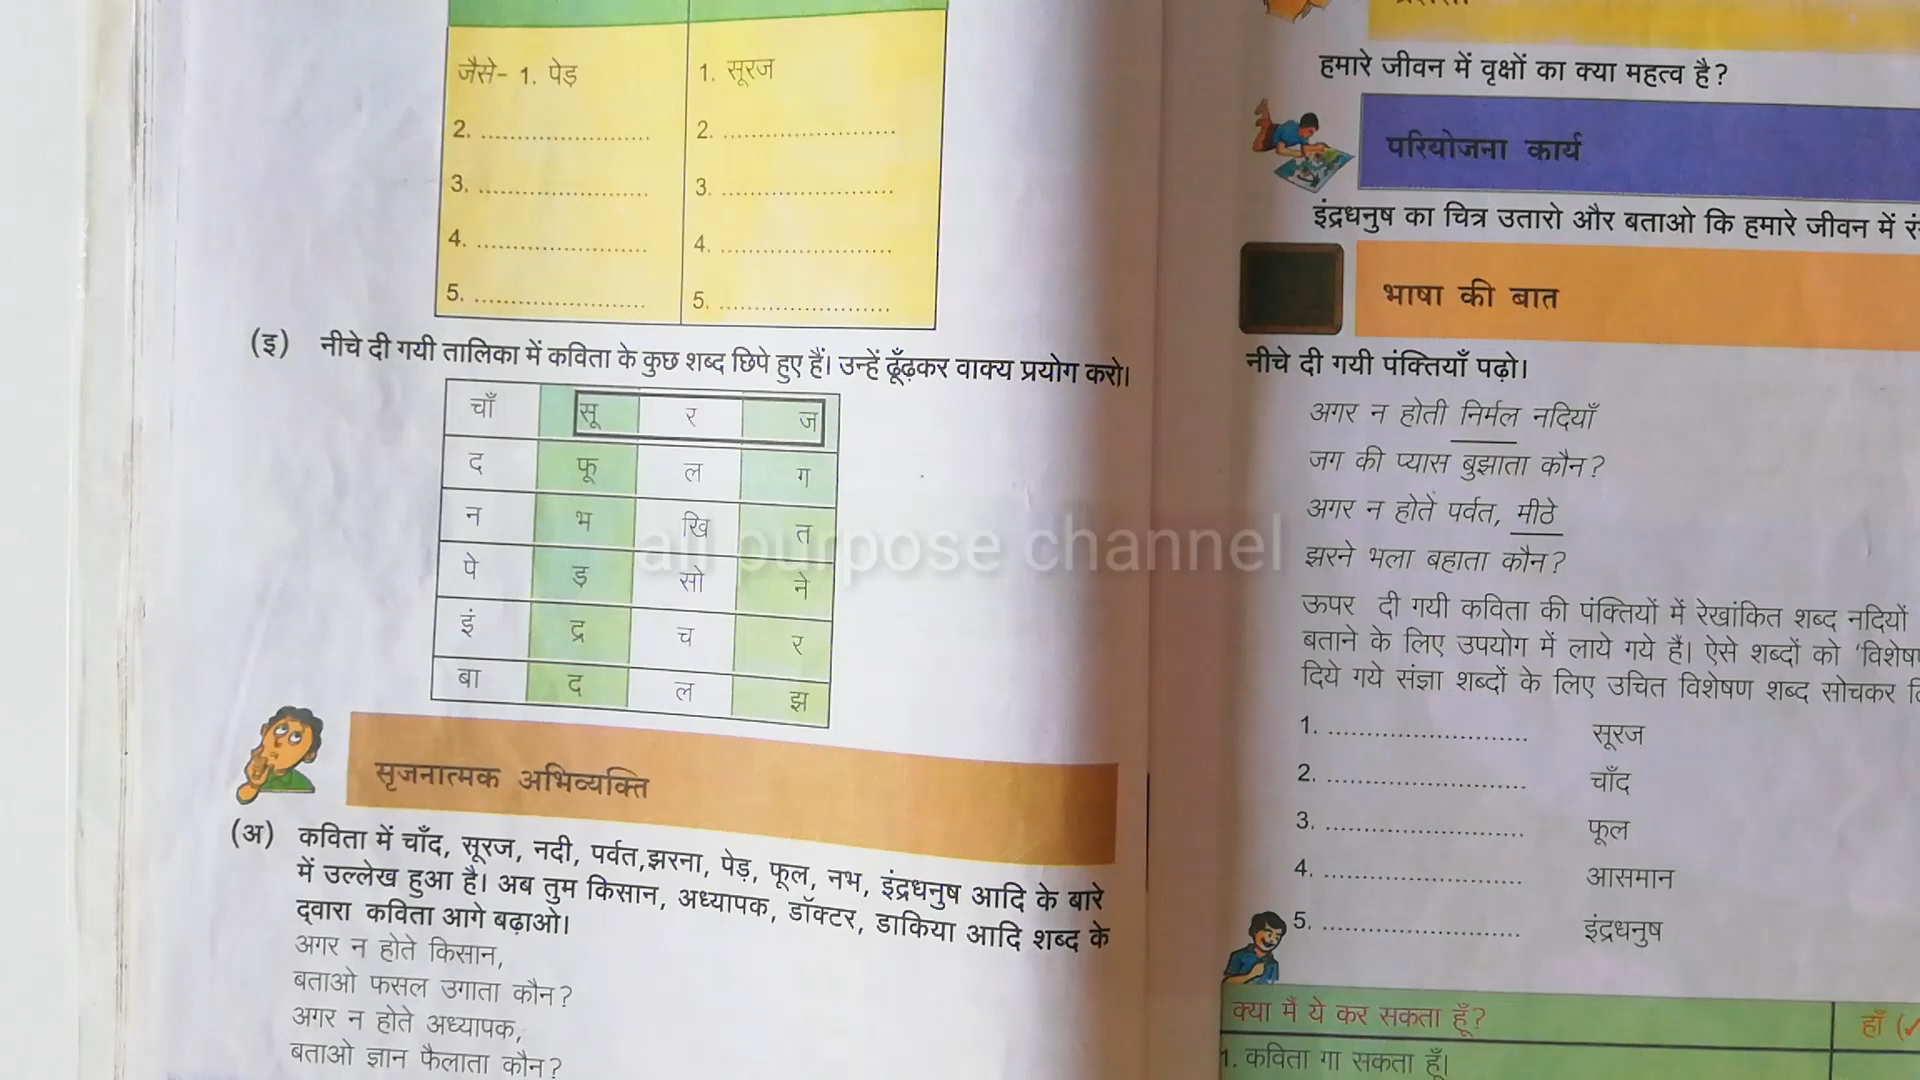 जैसे- 1. पेड़
1. सूरज
2. ........................
2. ........................
3. ........................
3. ........................
4. ........................
4. ........................
5. ........................
5. ........................
(इ) नीचे दी गयी तालिका में कविता के कुछ शब्द छिपे हुए हैं। उन्हें ढूँढ़कर वाक्य प्रयोग करो।
चाँ सू र ज
द फू ल ग
न भ खि त
पे ड़ सो ने
इं द्र च र
बा द ल झ
सृजनात्मक अभिव्यक्ति
(अ) कविता में चाँद, सूरज, नदी, पर्वत,झरना, पेड़, फूल, नभ, इंद्रधनुष आदि के बारे
में उल्लेख हुआ है। अब तुम किसान, अध्यापक, डॉक्टर, डाकिया आदि शब्द के
द्वारा कविता आगे बढ़ाओ।
अगर न होते किसान,
बताओ फसल उगाता कौन?
अगर न होते अध्यापक,
बताओ ज्ञान फैलाता कौन?
हमारे जीवन में वृक्षों का क्या महत्व है?
परियोजना कार्य
इंद्रधनुष का चित्र उतारो और बताओ कि हमारे जीवन में
भाषा की बात
नीचे दी गयी पंक्तियाँ पढ़ो।
अगर न होती निर्मल नदियाँ
जग की प्यास बुझाता कौन?
अगर न होते पर्वत, मीठे
झरने भला बहाता कौन?
ऊपर दी गयी कविता की पंक्तियों में रेखांकित शब्द नदियों
बताने के लिए उपयोग में लाये गये हैं। ऐसे शब्दों को
दिये गये संज्ञा शब्दों के लिए उचित विशेषण शब्द सोचकर
1. ........................ सूरज
2. ........................ चाँद
3. ........................ फूल
4. ........................ आसमान
5. ........................ इंद्रधनुष
क्या मैं ये कर सकता हूँ? हाँ (✓
1. कविता गा सकता हूँ।
all purpose channel